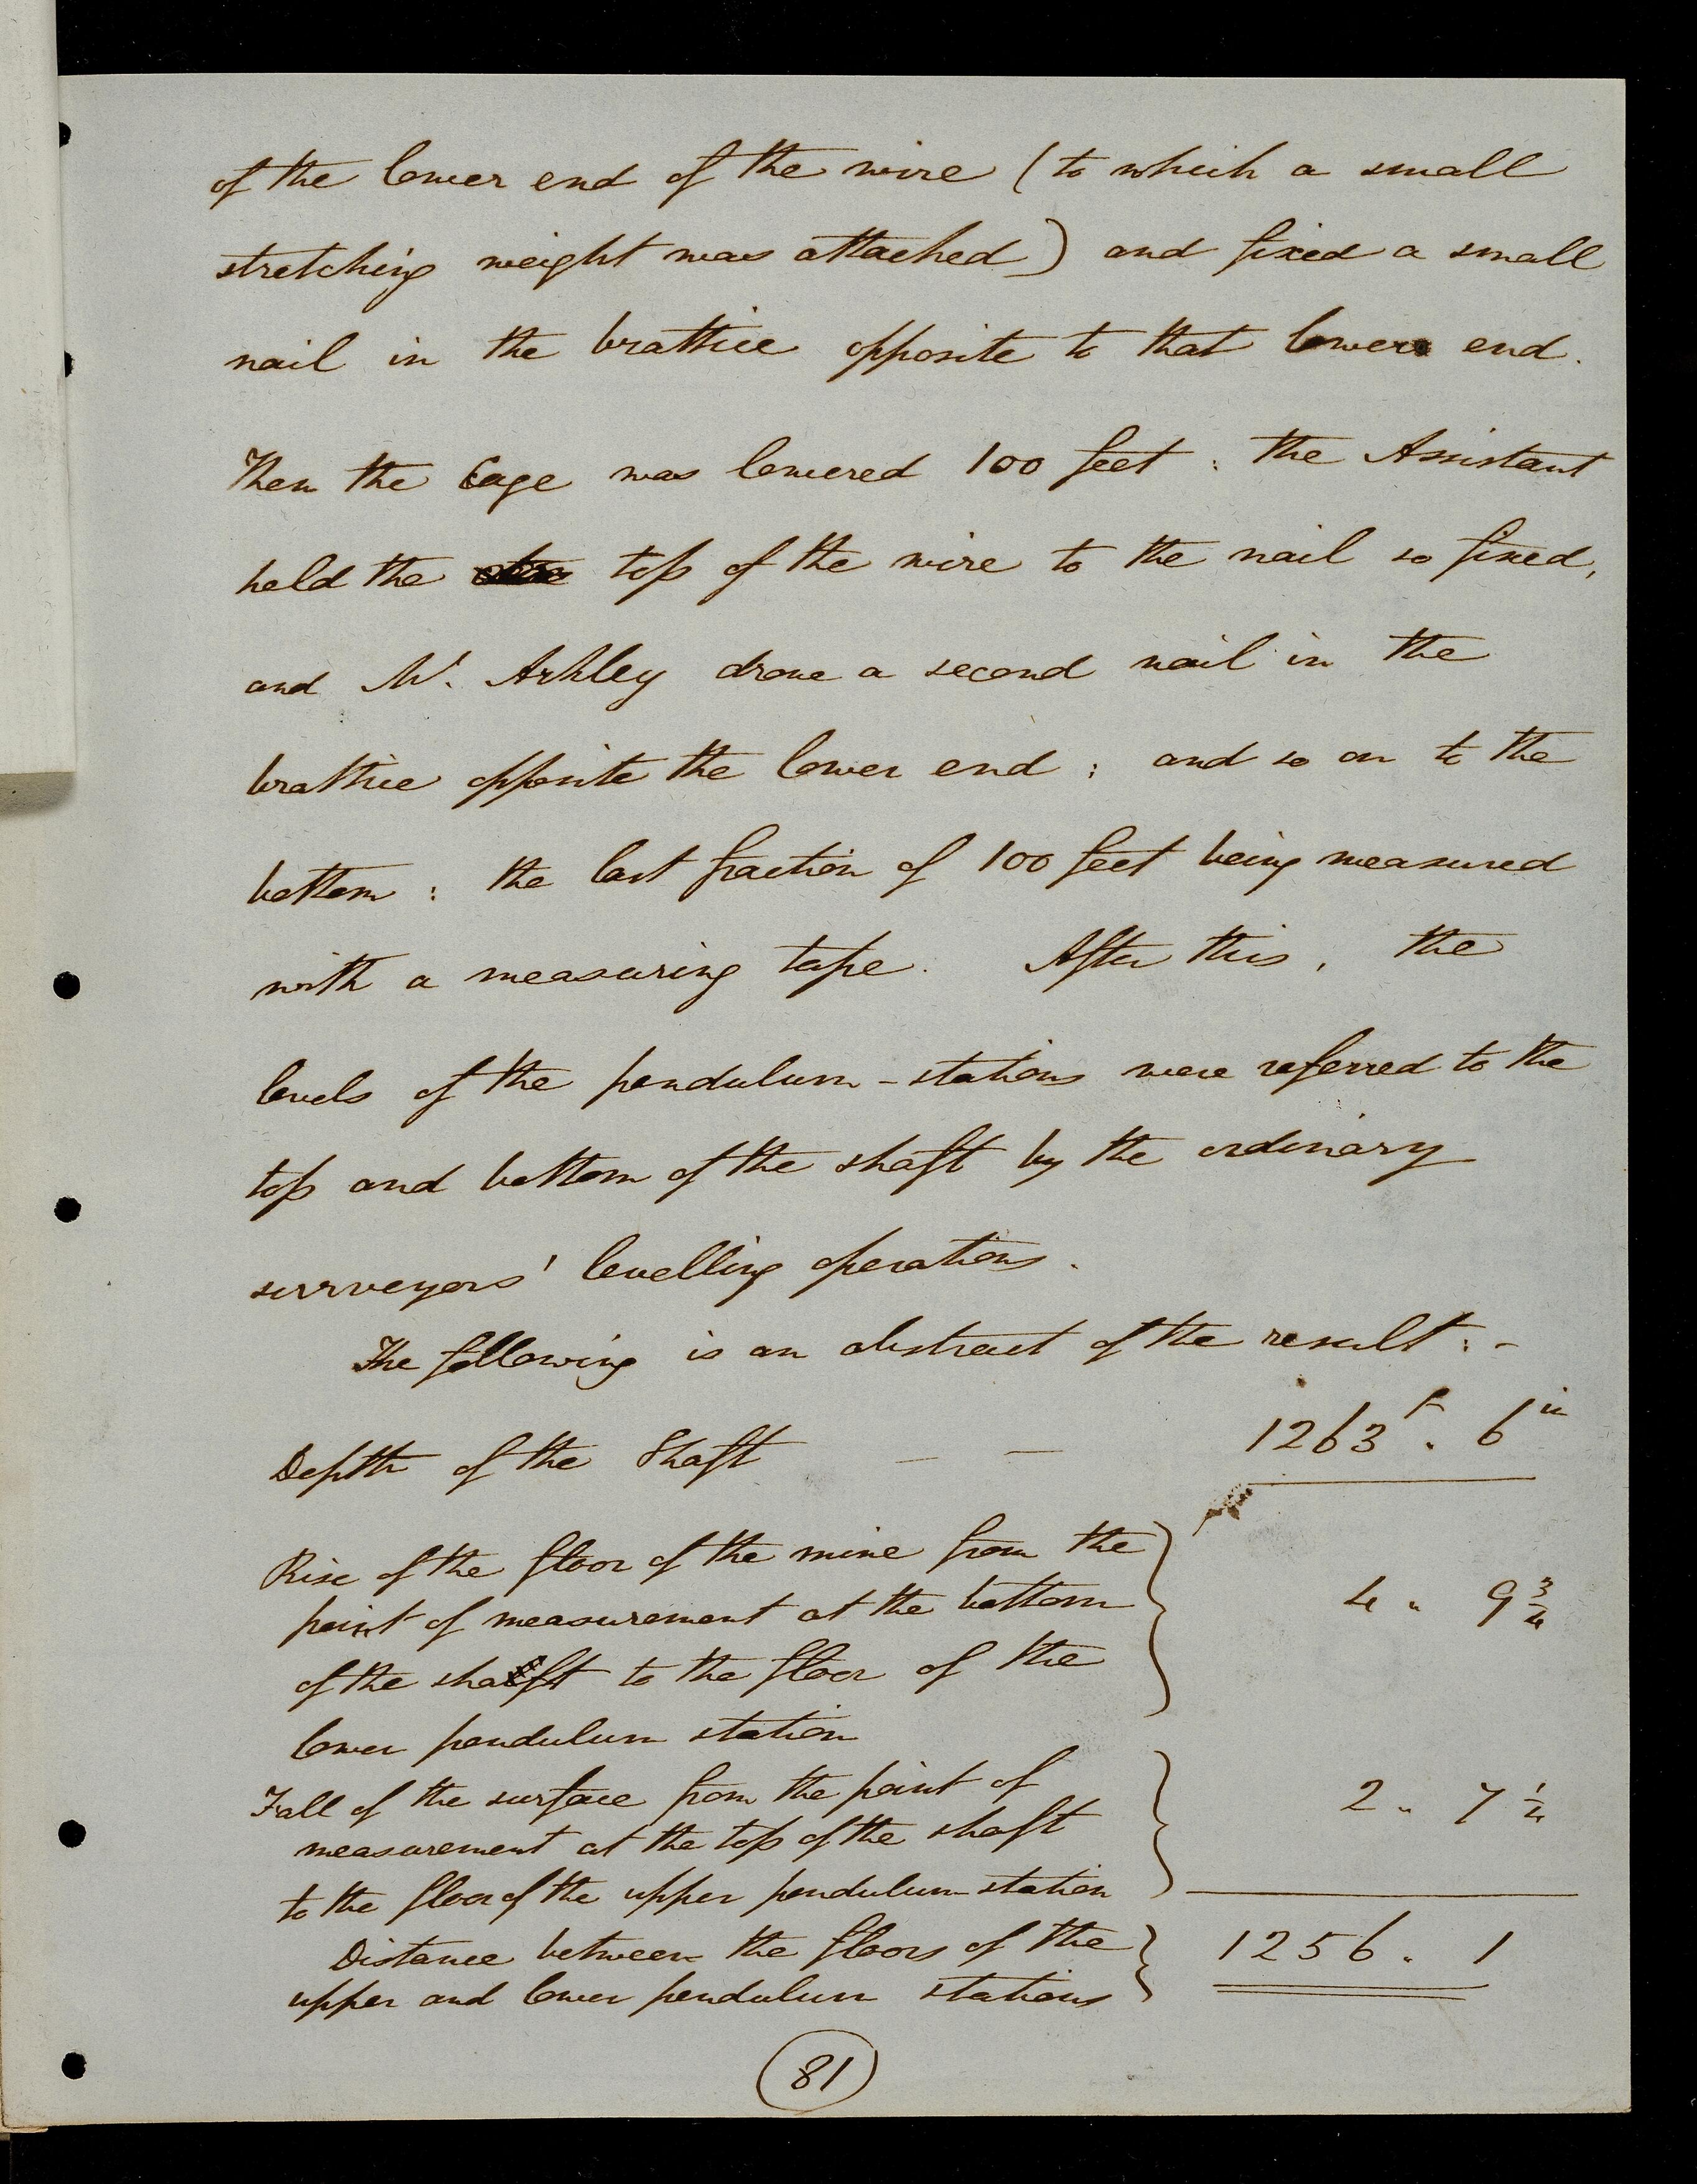 of the lower end of the wire (to which a small
stretching weight was attached) and fixed a small
nail in the brattice opposite to that lower end.
Then the Cage was lowered 100 feet: the Assistant
held the top of the wire to the nail so fixed,
and Mr. Arkley drove a second nail in the
brattice opposite the lower end; and so on to the
bottom: the last fraction of 100 feet being measured
with a measuring tape. After this, the
levels of the pendulum-stations were referred to the
top and bottom of the shaft by the ordinary
surveyors' levelling operations.
The following is an abstract of the result:-
Depth of the Shaft — — 1263 ft. 6 in
Rise of the floor of the mine from the
point of measurement at the bottom 4 " 9 3/4
of the shaft to the floor of the
lower pendulum station
Fall of the surface from the point of
measurement at the top of the shaft 2 " 7 1/4
to the floor of the upper pendulum station
Distance between the floors of the 1256 " 1
upper and lower pendulum stations
81